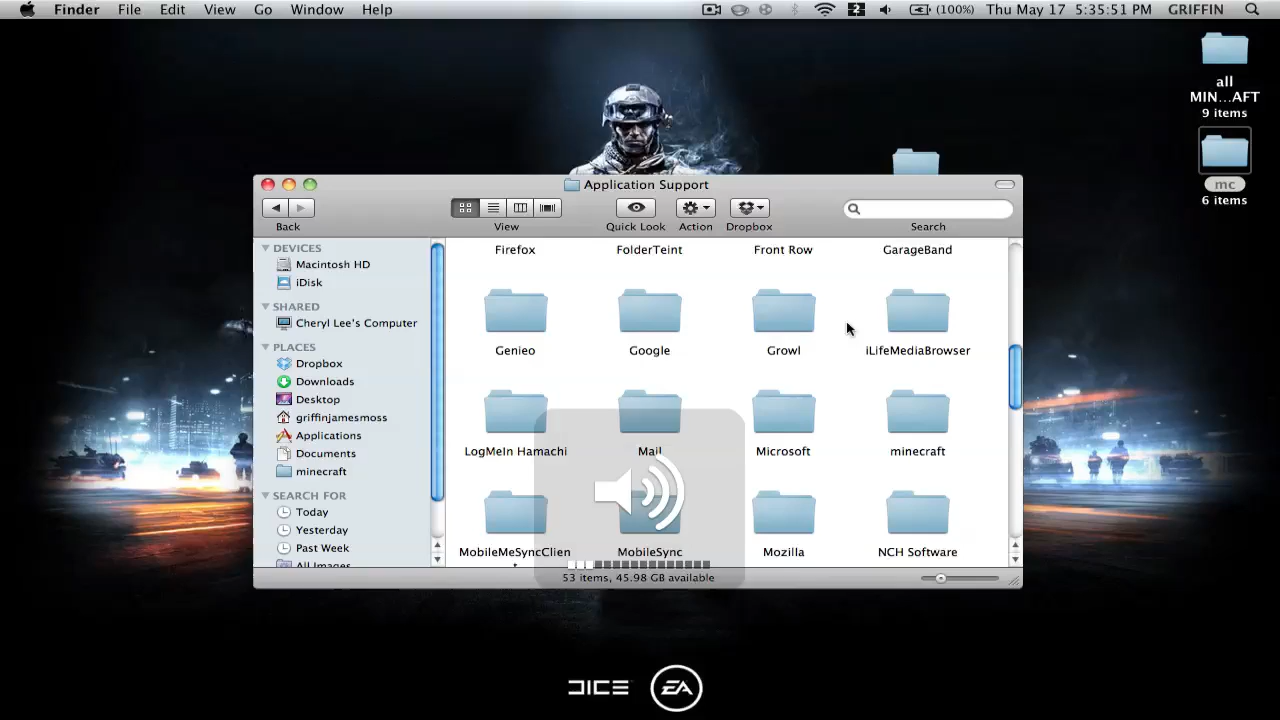 Finder File Edit View Go Window Help (100%) Thu May 17 5:35:51 PM GRIFFIN
all
MIN...AFT
9 items
mc
6 items
Application Support
Back View Quick Look Action Dropbox Search
DEVICES
Macintosh HD
iDisk
SHARED
Cheryl Lee's Computer
PLACES
Dropbox
Downloads
Desktop
griffinjamesmoss
Applications
Documents
minecraft
SEARCH FOR
Today
Yesterday
Past Week
All Images
Firefox FolderTeint Front Row GarageBand
Genieo Google Growl iLifeMediaBrowser
LogMeIn Hamachi Mail Microsoft minecraft
MobileMeSyncClien MobileSync Mozilla NCH Software
t
53 items, 45.98 GB available
DICE EA